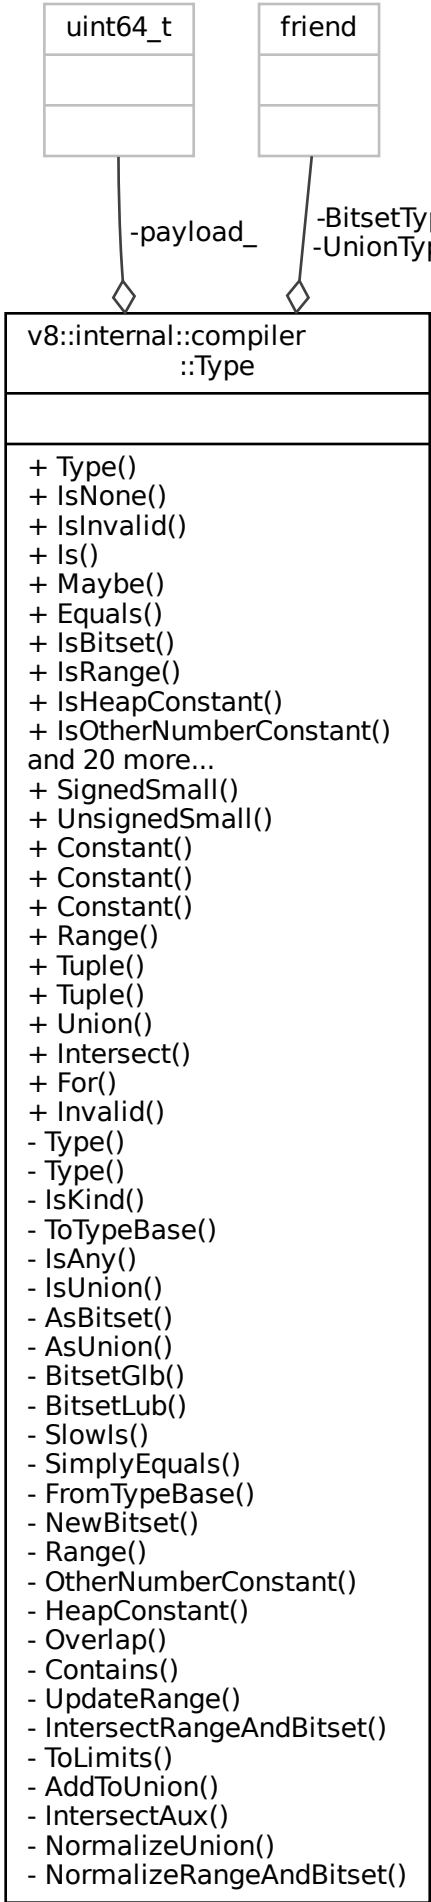 uint64_t
friend
-payload_
-BitsetTyp
-UnionTyp
v8::internal::compiler
::Type
+ Type()
+ IsNone()
+ IsInvalid()
+ Is()
+ Maybe()
+ Equals()
+ IsBitset()
+ IsRange()
+ IsHeapConstant()
+ IsOtherNumberConstant()
and 20 more...
+ SignedSmall()
+ UnsignedSmall()
+ Constant()
+ Constant()
+ Constant()
+ Range()
+ Tuple()
+ Tuple()
+ Union()
+ Intersect()
+ For()
+ Invalid()
- Type()
- Type()
- IsKind()
- ToTypeBase()
- IsAny()
- IsUnion()
- AsBitset()
- AsUnion()
- BitsetGlb()
- BitsetLub()
- SlowIs()
- SimplyEquals()
- FromTypeBase()
- NewBitset()
- Range()
- OtherNumberConstant()
- HeapConstant()
- Overlap()
- Contains()
- UpdateRange()
- IntersectRangeAndBitset()
- ToLimits()
- AddToUnion()
- IntersectAux()
- NormalizeUnion()
- NormalizeRangeAndBitset()